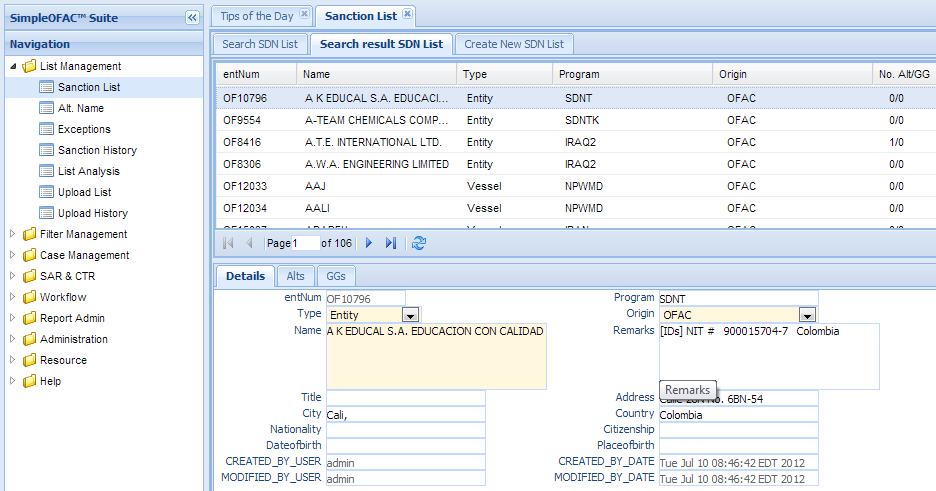 SimpleOFAC™ Suite
Navigation
List Management
Sanction List
Alt. Name
Exceptions
Sanction History
List Analysis
Upload List
Upload History
Filter Management
Case Management
SAR & CTR
Workflow
Report Admin
Administration
Resource
Help
Tips of the Day Sanction List
Search SDN List Search result SDN List Create New SDN List
entNum Name Type Program Origin No. Alt/GG
OF10796 A K EDUCAL S.A. EDUCACI... Entity SDNT OFAC 0/0
OF9554 A-TEAM CHEMICALS COMP... Entity SDNTK OFAC 0/0
OF8416 A.T.E. INTERNATIONAL LTD. Entity IRAQ2 OFAC 1/0
OF8306 A.W.A. ENGINEERING LIMITED Entity IRAQ2 OFAC 0/0
OF12033 AAJ Vessel NPWMD OFAC 0/0
OF12034 AALI Vessel NPWMD OFAC 0/0
Page 1 of 106
Details Alts GGs
entNum OF10796 Program SDNT
Type Entity Origin OFAC
Name A K EDUCAL S.A. EDUCACION CON CALIDAD Remarks [IDs] NIT # 900015704-7 Colombia
Remarks
Title Address No. 6BN-54
City Cali, Country Colombia
Nationality Citizenship
Dateofbirth Placeofbirth
CREATED_BY_USER admin CREATED_BY_DATE Tue Jul 10 08:46:42 EDT 2012
MODIFIED_BY_USER admin MODIFIED_BY_DATE Tue Jul 10 08:46:42 EDT 2012